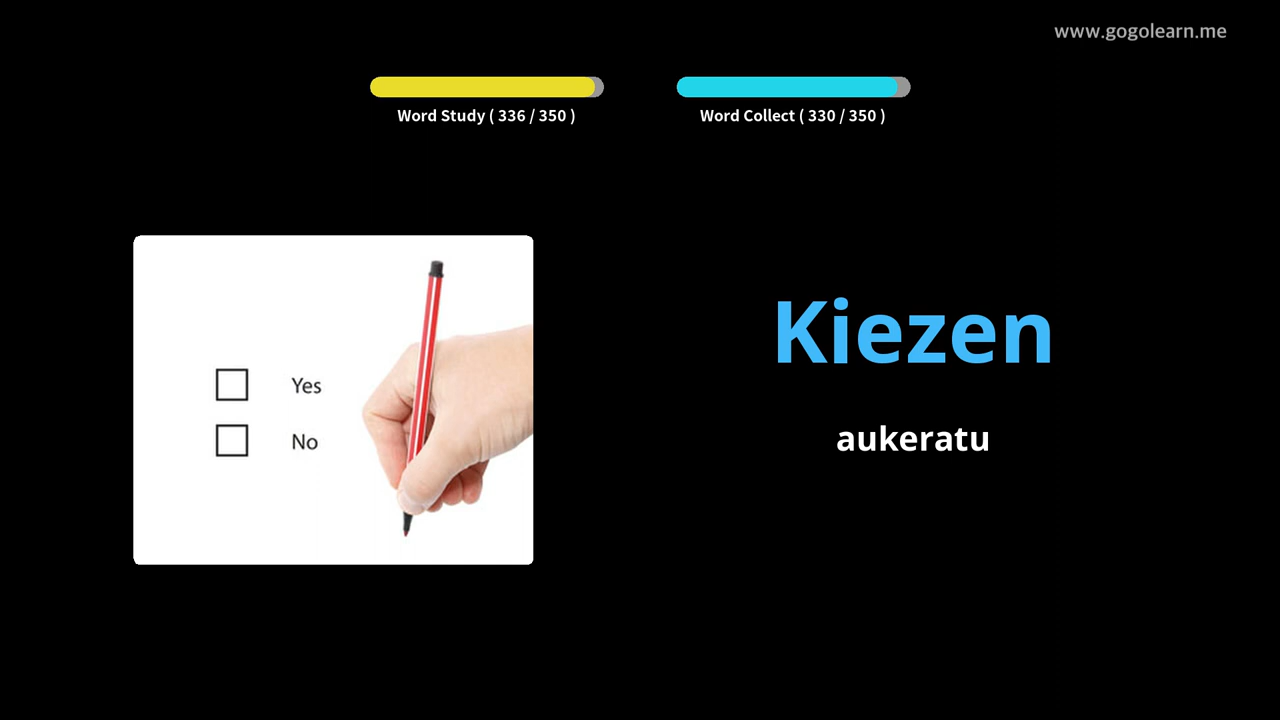 www.gogolearn.me
Word Study ( 336 / 350 )
Word Collect ( 330 / 350 )
Yes
No
Kiezen
aukeratu